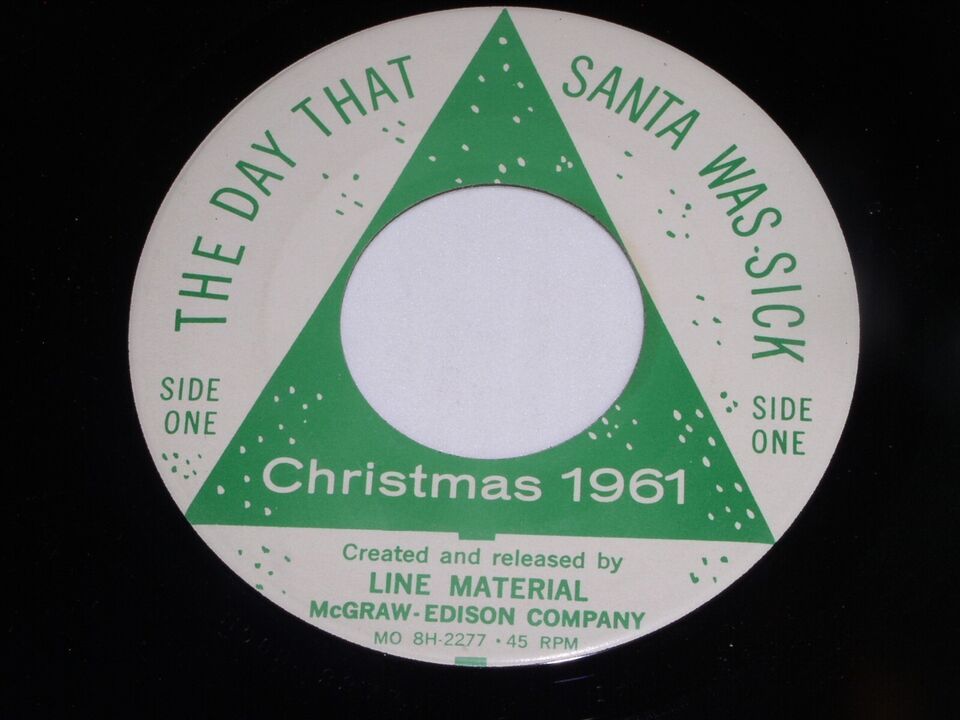 THE DAY THAT SANTA WAS SICK
SIDE
ONE
SIDE
ONE
Christmas 1961
Created and released by
LINE MATERIAL
McGRAW-EDISON COMPANY
MO 8H-2277 • 45 RPM